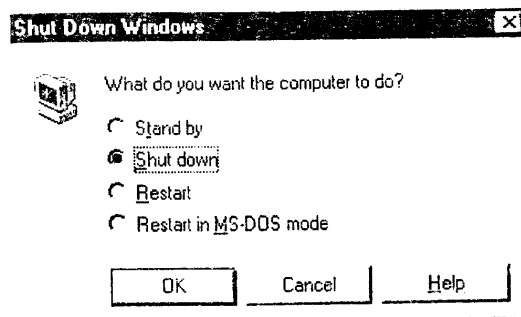 Shut Down Windows
What do you want the computer to do?
Stand by
Shut down
Restart
Restart in MS-DOS mode
OK Cancel Help